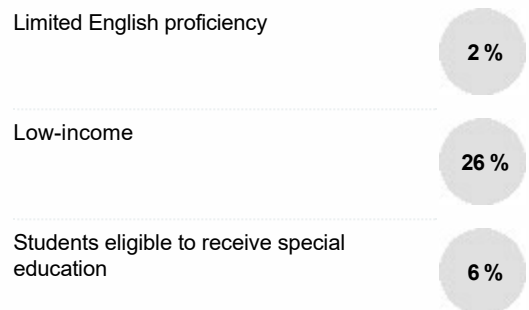 Limited English proficiency
2 %
Low-income
26 %
Students eligible to receive special
education
6 %